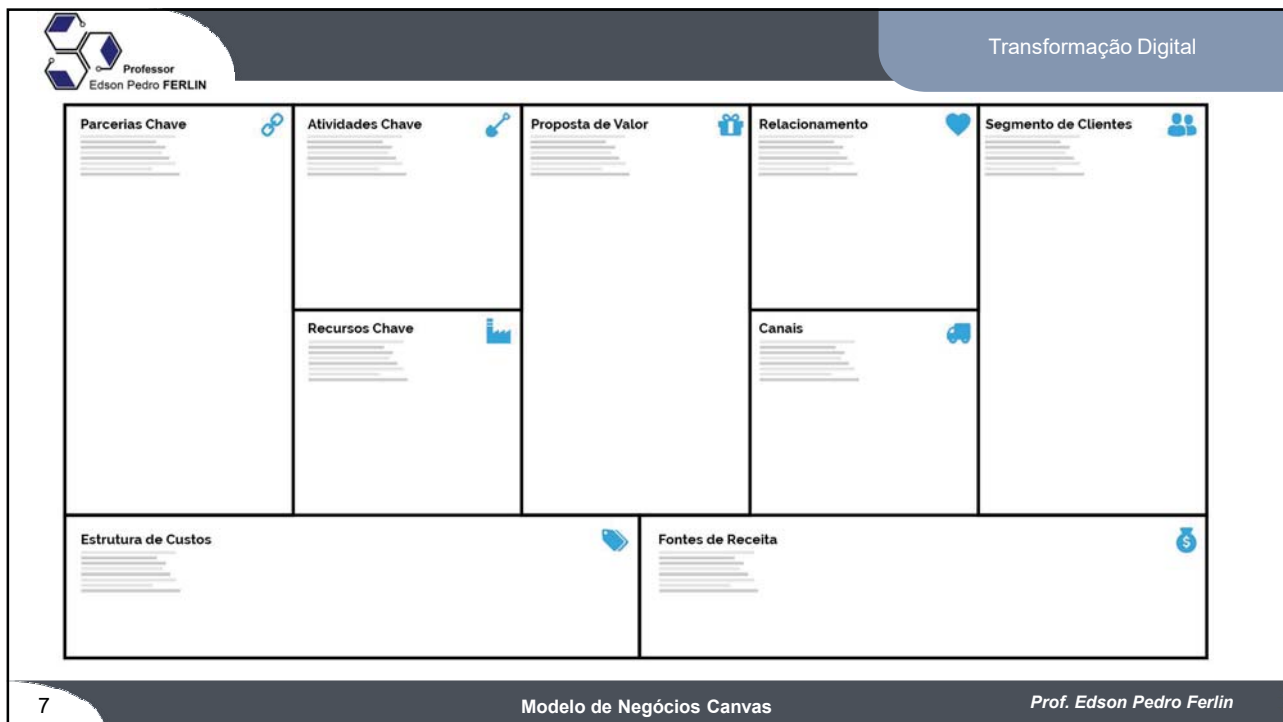 Transformação Digital
Professor
Edson Pedro FERLIN
Parcerias Chave
Atividades Chave
Proposta de Valor
Relacionamento
Segmento de Clientes
Recursos Chave
Canais
Estrutura de Custos
Fontes de Receita
7
Modelo de Negócios Canvas
Prof. Edson Pedro Ferlin